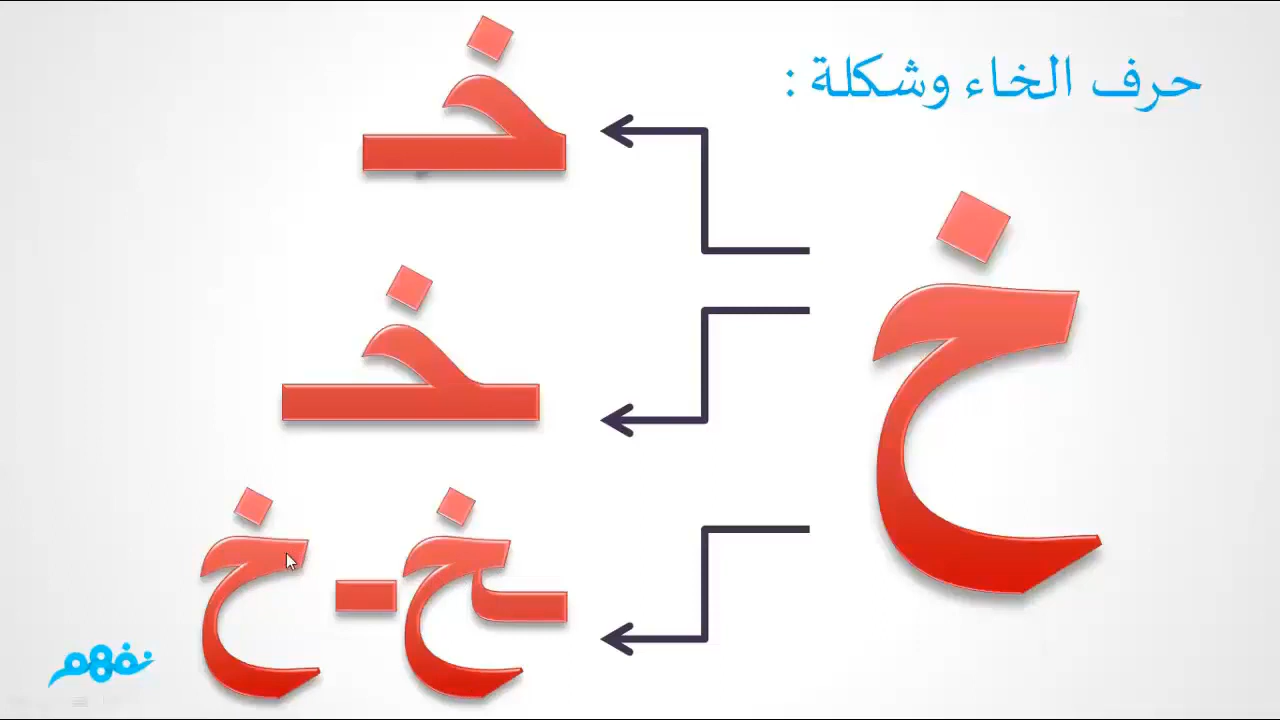 حرف الخاء وشكلة :
خ
خـ
ـخـ
ـخ - خ
نفهم